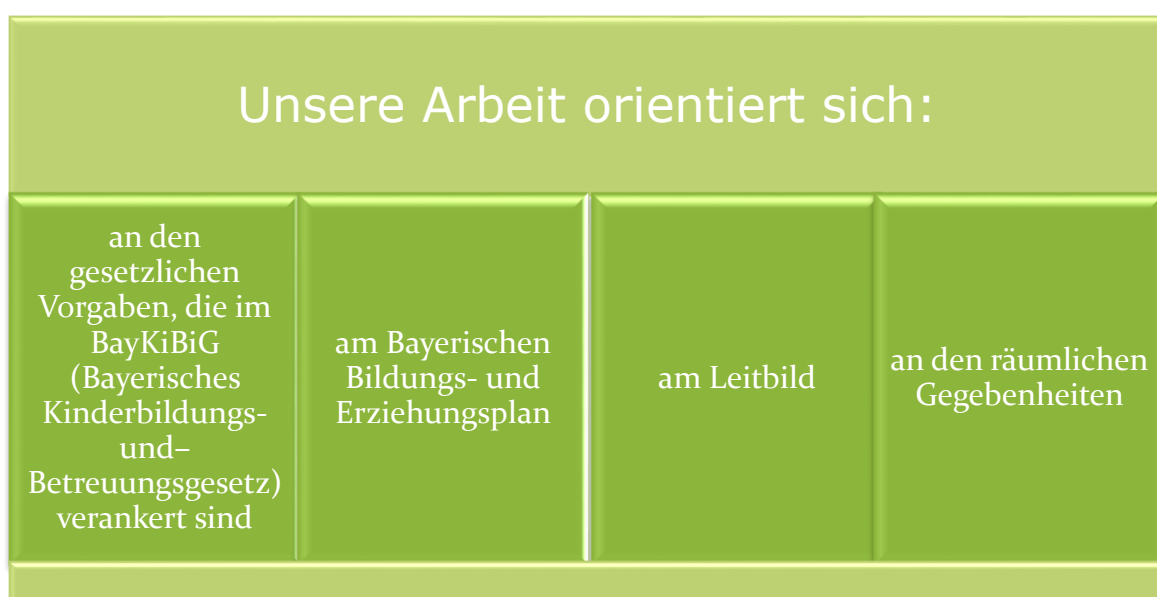 Unsere Arbeit orientiert sich:
an den
gesetzlichen
Vorgaben, die im
BayKiBiG
(Bayerisches
Kinderbildungs-
und–
Betreuungsgesetz)
verankert sind
am Bayerischen
Bildungs- und
Erziehungsplan
am Leitbild
an den räumlichen
Gegebenheiten